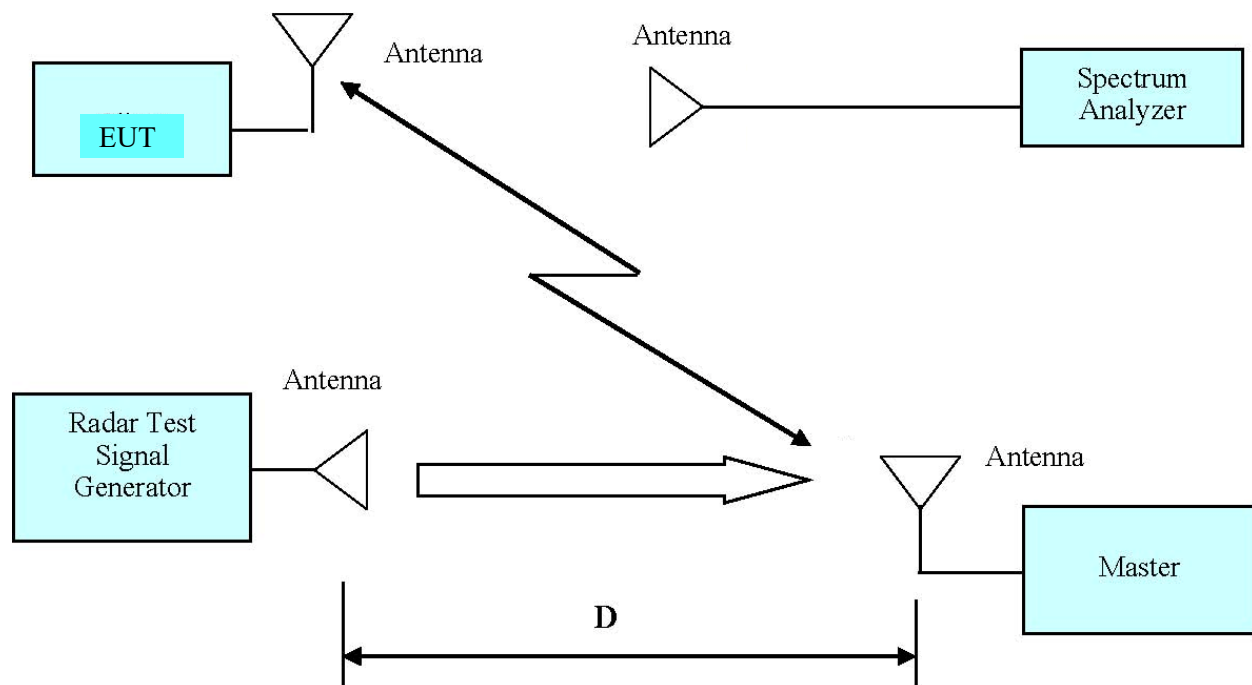 Antenna
Antenna
EUT
Spectrum
Analyzer
Antenna
Radar Test
Signal
Generator
Antenna
Master
D